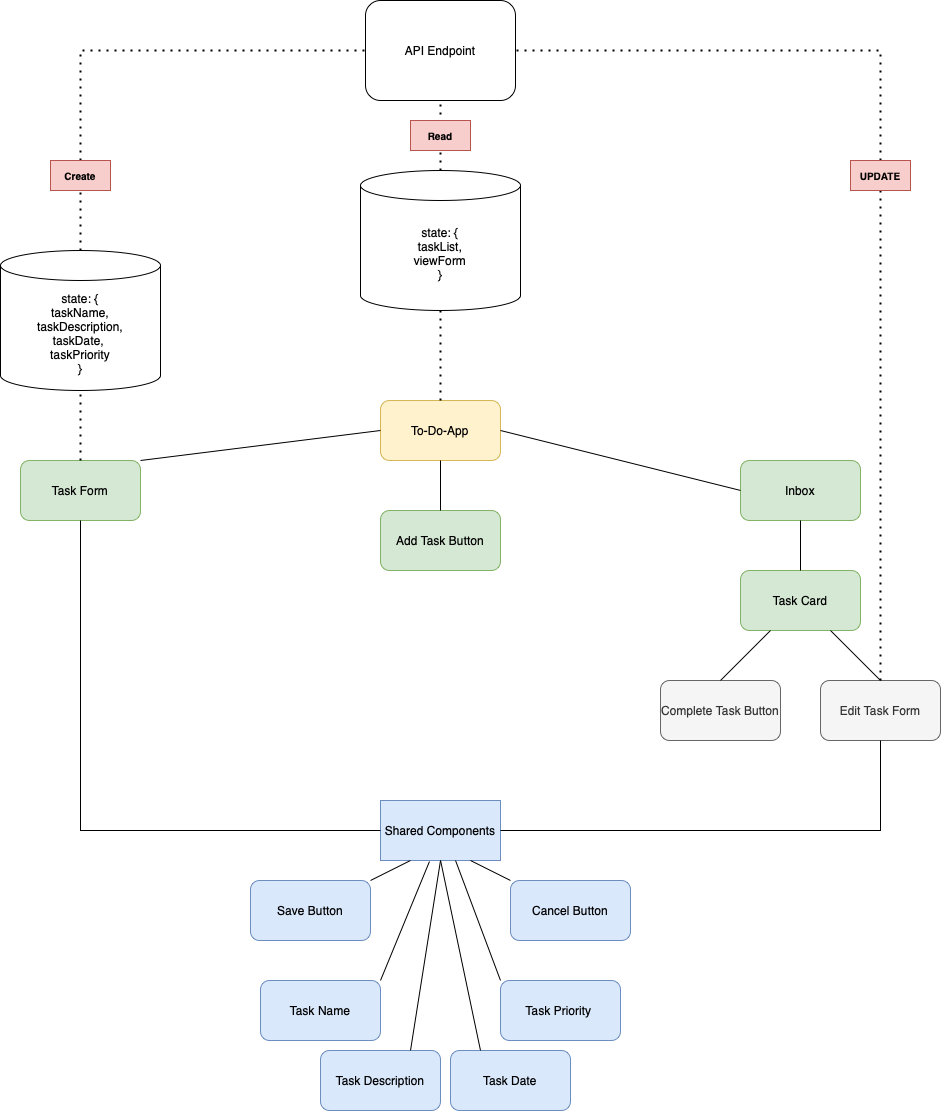 API Endpoint
Read
Create
UPDATE
state: {
taskList,
viewForm
}
state: {
taskName,
taskDescription,
taskDate,
taskPriority
}
To-Do-App
Task Form
Inbox
Add Task Button
Task Card
Complete Task Button
Edit Task Form
Shared Components
Save Button
Cancel Button
Task Name
Task Priority
Task Description
Task Date